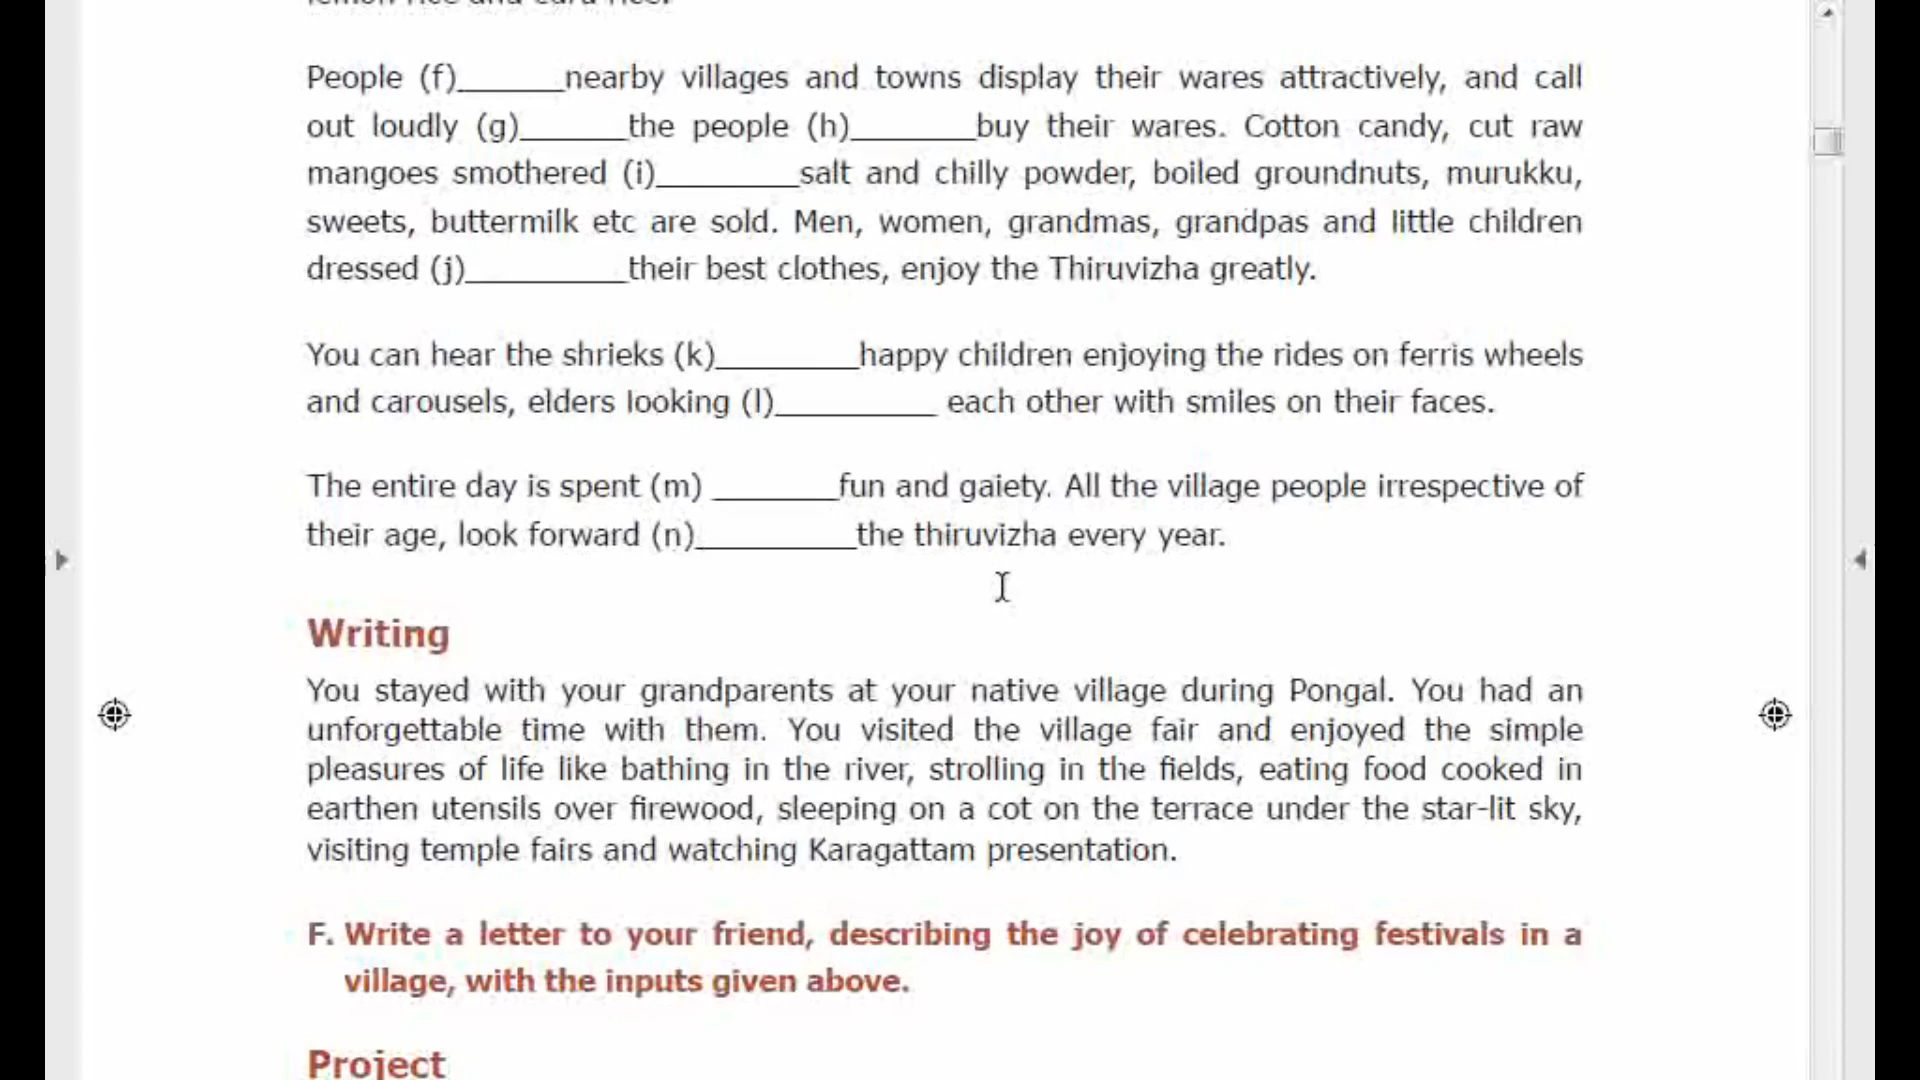 People (f)______nearby villages and towns display their wares attractively, and call
out loudly (g)______the people (h)_______buy their wares. Cotton candy, cut raw
mangoes smothered (i)________salt and chilly powder, boiled groundnuts, murukku,
sweets, buttermilk etc are sold. Men, women, grandmas, grandpas and little children
dressed (j)_________their best clothes, enjoy the Thiruvizha greatly.
You can hear the shrieks (k)________happy children enjoying the rides on ferris wheels
and carousels, elders looking (l)_________ each other with smiles on their faces.
The entire day is spent (m) _______fun and gaiety. All the village people irrespective of
their age, look forward (n)_________the thiruvizha every year.
Writing
You stayed with your grandparents at your native village during Pongal. You had an
unforgettable time with them. You visited the village fair and enjoyed the simple
pleasures of life like bathing in the river, strolling in the fields, eating food cooked in
earthen utensils over firewood, sleeping on a cot on the terrace under the star-lit sky,
visiting temple fairs and watching Karagattam presentation.
F. Write a letter to your friend, describing the joy of celebrating festivals in a
village, with the inputs given above.
Project